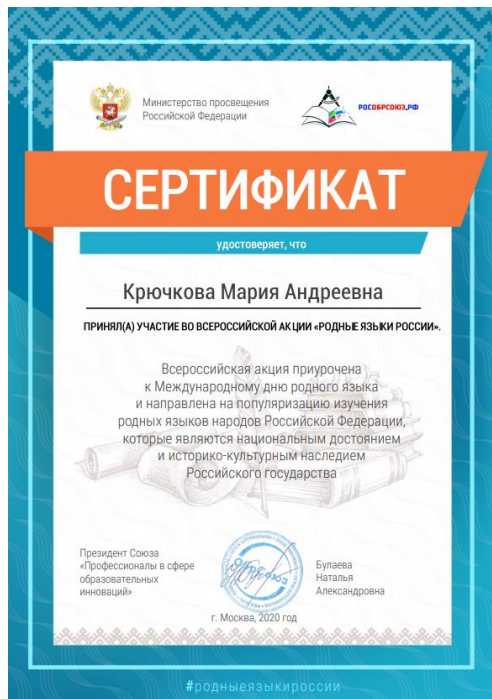 Министерство просвещения
Российской Федерации
РОСОБРСОЮЗ.РФ
СЕРТИФИКАТ
удостоверяет, что
Крючкова Мария Андреевна
ПРИНЯЛ(А) УЧАСТИЕ ВО ВСЕРОССИЙСКОЙ АКЦИИ «РОДНЫЕ ЯЗЫКИ РОССИИ».
Всероссийская акция приурочена
к Международному дню родного языка
и направлена на популяризацию изучения
родных языков народов Российской Федерации,
которые являются национальным достоянием
и историко-культурным наследием
Российского государства
Президент Союза
«Профессионалы в сфере
образовательных
инноваций»
Булаева
Наталья
Александровна
г. Москва, 2020 год
#родныеязыкироссии